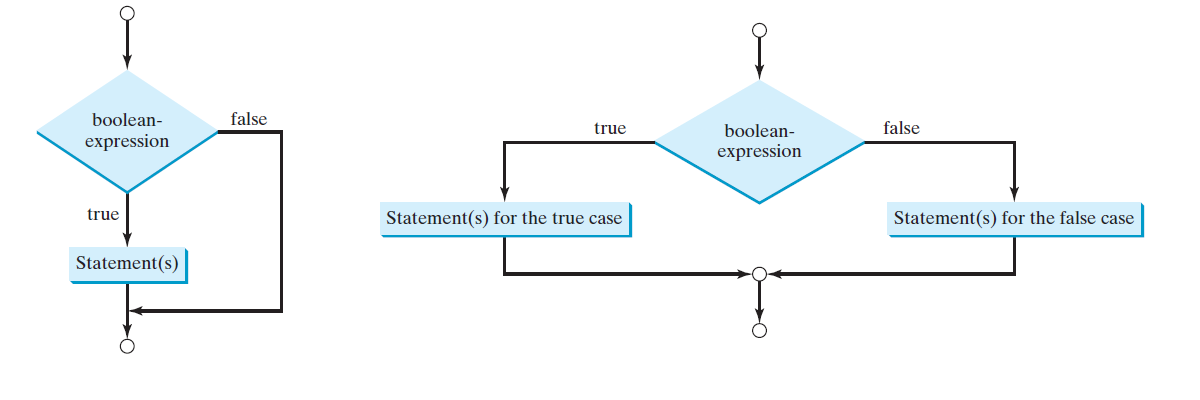 boolean-
expression
false
true
Statement(s)
true
boolean-
expression
false
Statement(s) for the true case
Statement(s) for the false case